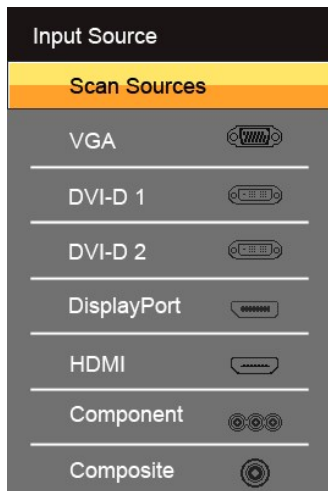 Input Source
Scan Sources
VGA
DVI-D 1
DVI-D 2
DisplayPort
HDMI
Component
Composite